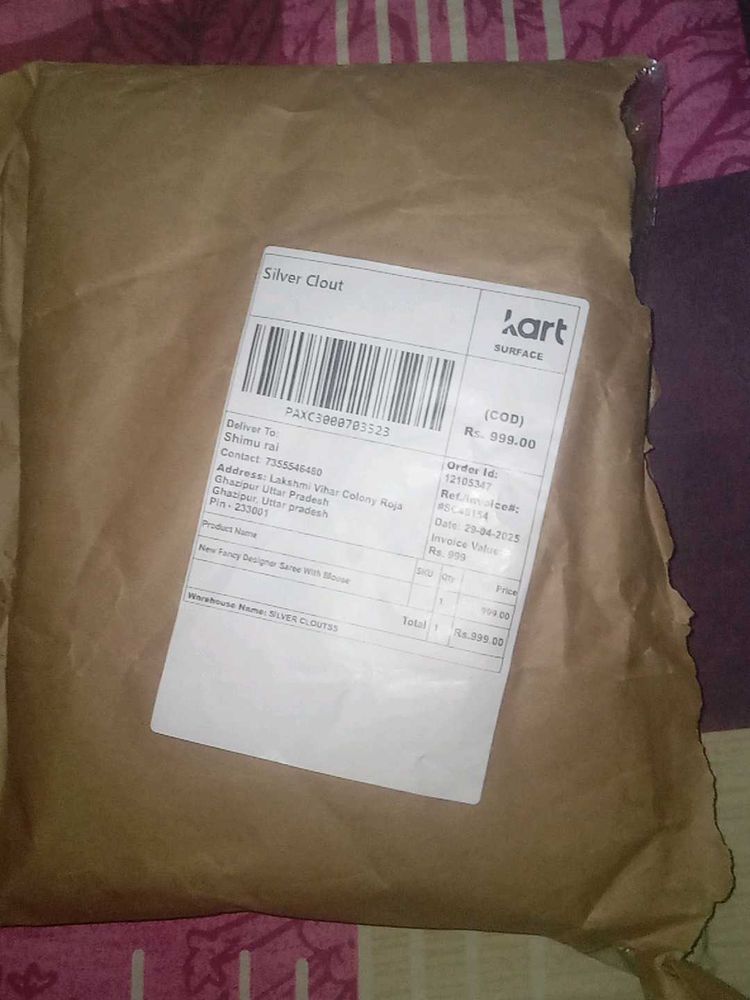 Silver Clout
kart
SURFACE
PAXC3000703523
(COD)
Rs. 999.00
Deliver To:
Shimu rai
Contact: 7355546480
Address: Lakshmi Vihar Colony Roja
Ghazipur Uttar Pradesh
Ghazipur, Uttar pradesh
Pin - 233001
Order Id:
12105347
Ref./Invoice#:
#SC46154
Date: 29-04-2025
Invoice Value:
Rs. 999
Product Name SKU Qty Price
New Fancy Designer Saree With Blouse 1 999.00
Total 1 Rs.999.00
Warehouse Name: SILVER CLOUTSS